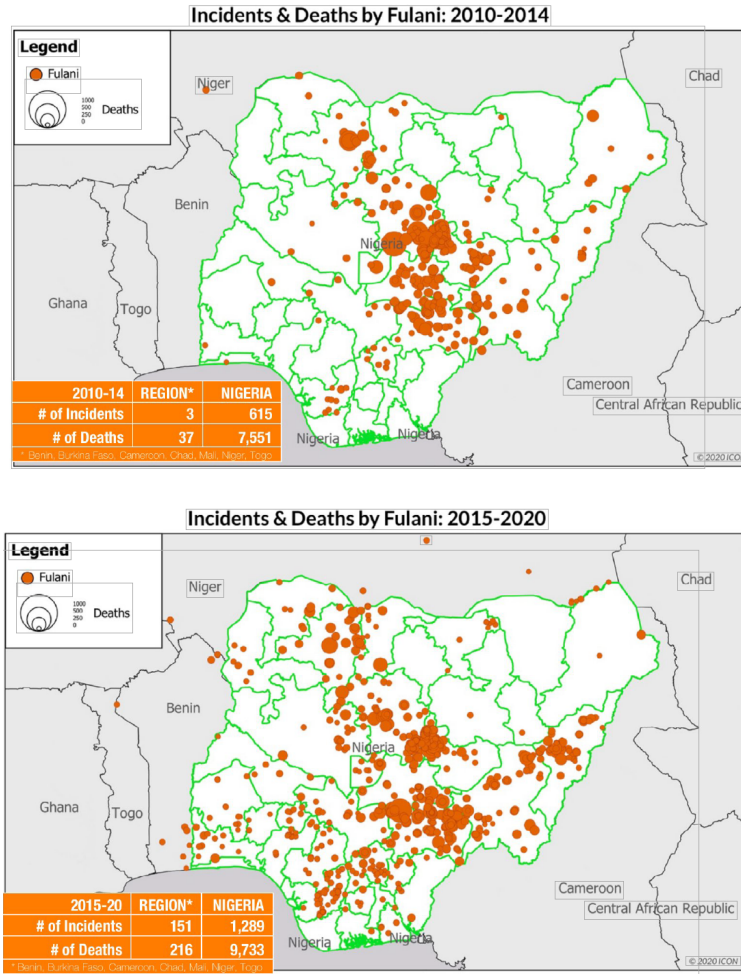 Incidents & Deaths by Fulani: 2010-2014
Legend
Fulani
1000
500
250
0
Deaths
Niger
Chad
Benin
Nigeria
Ghana
Togo
Cameroon
Central African Republic
2010-14 REGION* NIGERIA
# of Incidents 3 615
# of Deaths 37 7,551
* Benin, Burkina Faso, Cameroon, Chad, Mali, Niger, Togo
Nigeria
Nigeria
© 2020 ICON
Incidents & Deaths by Fulani: 2015-2020
Legend
Fulani
1000
500
250
0
Deaths
Niger
Chad
Benin
Nigeria
Ghana
Togo
Cameroon
Central African Republic
2015-20 REGION* NIGERIA
# of Incidents 151 1,289
# of Deaths 216 9,733
* Benin, Burkina Faso, Cameroon, Chad, Mali, Niger, Togo
Nigeria
Nigeria
© 2020 ICON